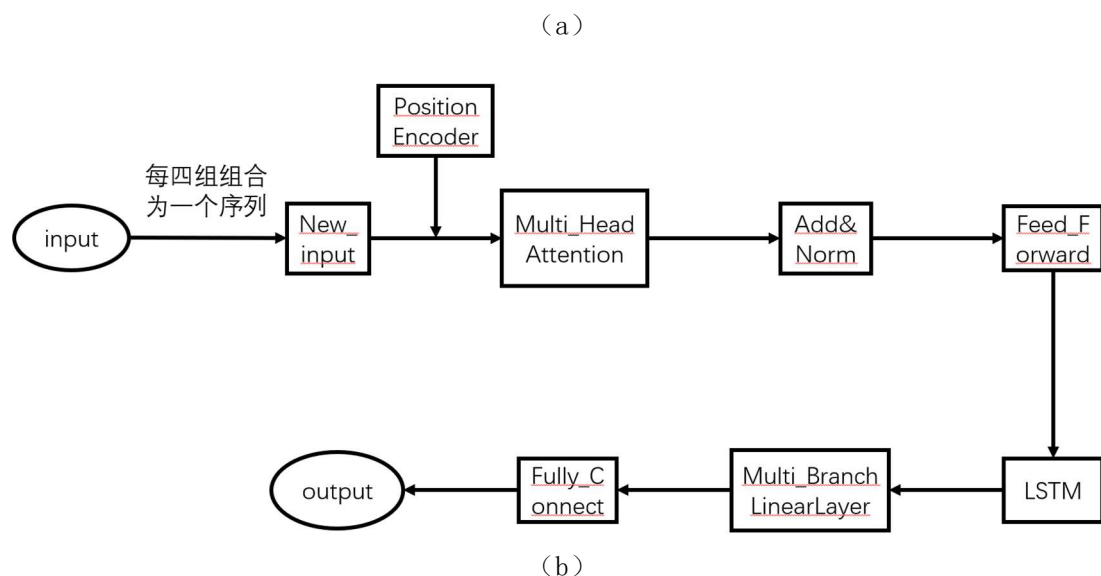 （a）
Position
Encoder
每四组组合
为一个序列
input
New_
input
Multi_Head
Attention
Add&
Norm
Feed_F
orward
output
Fully_C
onnect
Multi_Branch
LinearLayer
LSTM
（b）